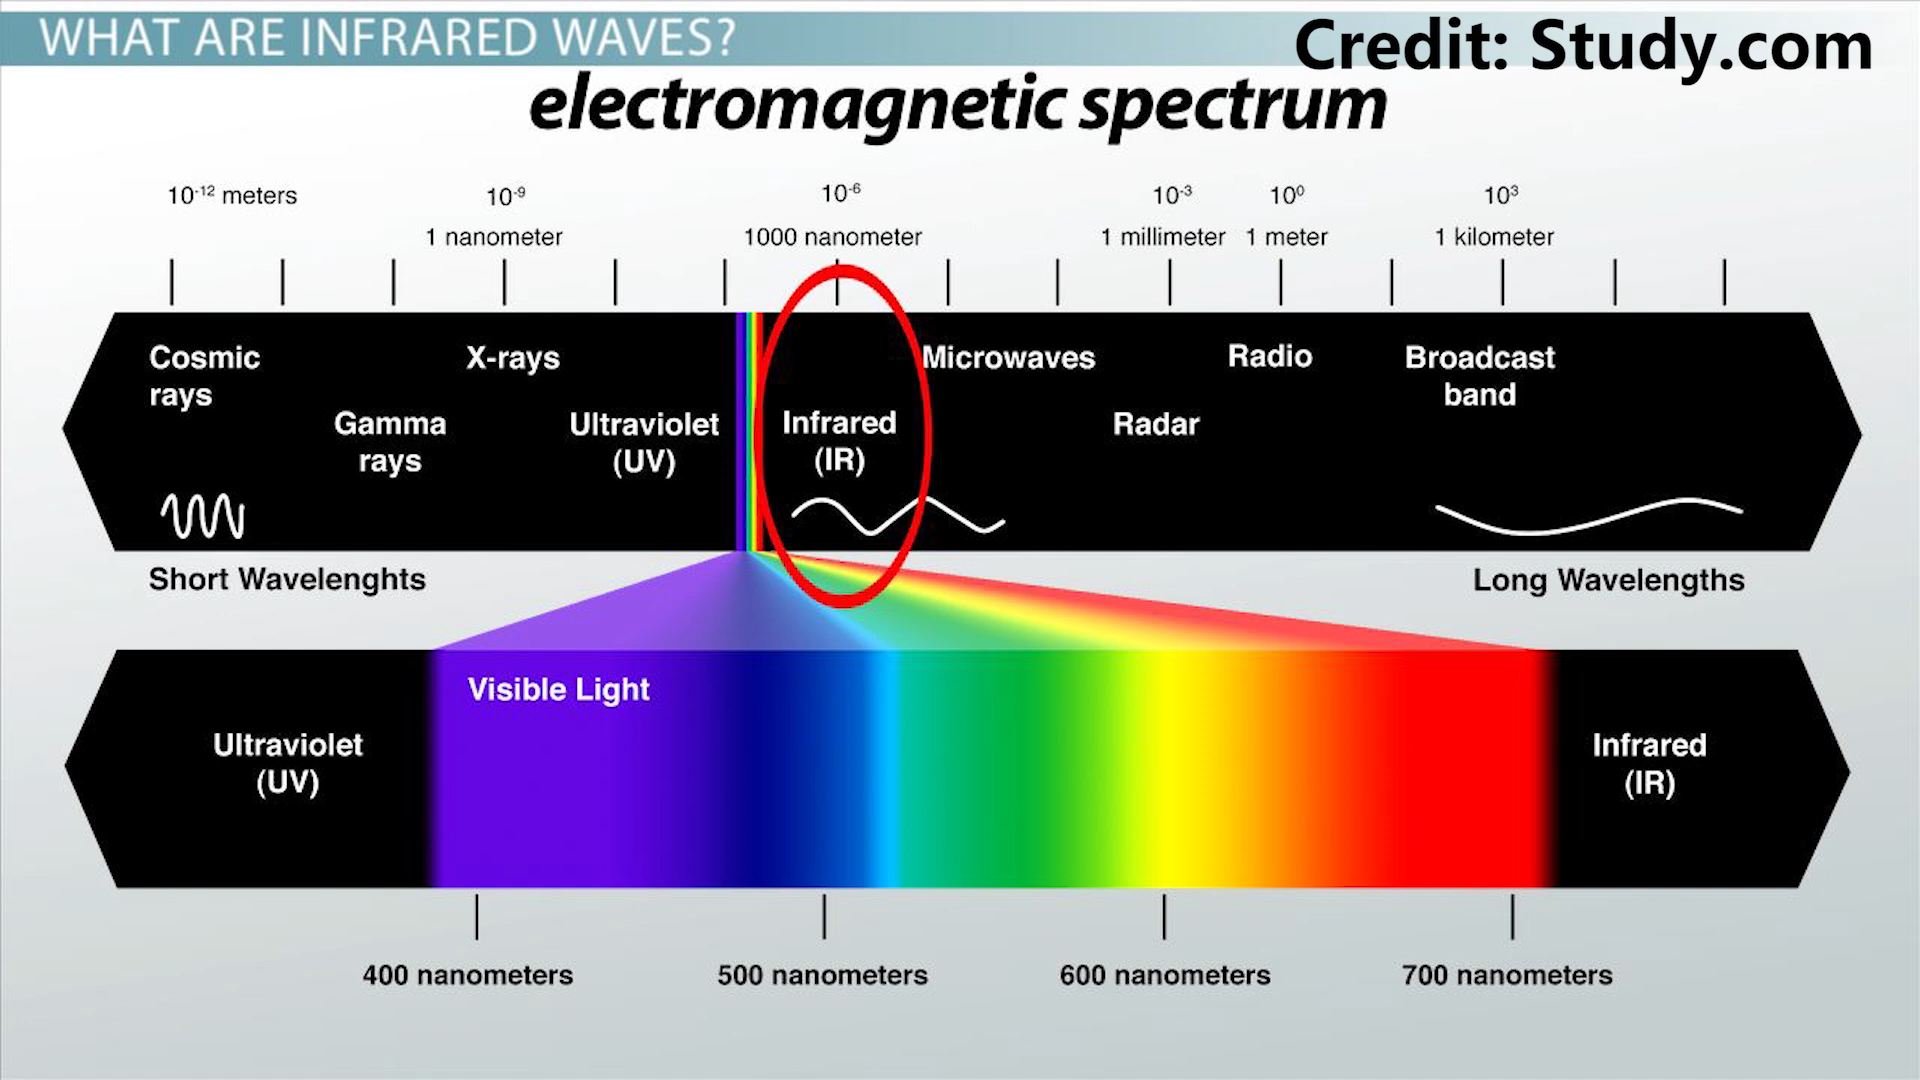 WHAT ARE INFRARED WAVES?
Credit: Study.com
electromagnetic spectrum
10⁻¹² meters
10⁻⁹
10⁻⁶
10⁻³
10⁰
10³
1 nanometer
1000 nanometer
1 millimeter
1 meter
1 kilometer
Cosmic
rays
Gamma
rays
X-rays
Ultraviolet
(UV)
Infrared
(IR)
Microwaves
Radar
Radio
Broadcast
band
Short Wavelenghts
Long Wavelengths
Visible Light
Ultraviolet
(UV)
Infrared
(IR)
400 nanometers
500 nanometers
600 nanometers
700 nanometers